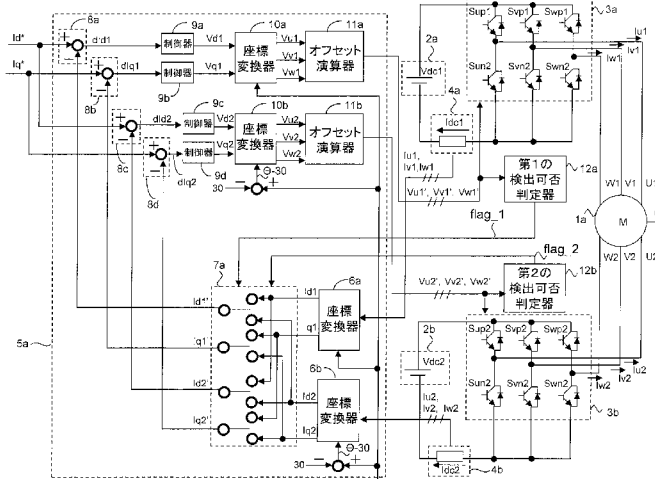 8a
Id*
Iq*
d'd1
9a
制御器
Vd1
10a
座標
変換器
Vu1
Vv1
Vw1
11a
オフセット
演算器
dIq1
8b
制御器
9b
Vq1
8c
dId2
9c
制御器
Vd2
10b
座標
変換器
Vu2
Vv2
Vw2
11b
オフセット
演算器
8d
dIq2
制御器
9d
Vq2
30
Θ-30
2a
Vdc1
4a
Idc1
Sup1
Svp1
Swp1
Sun2
Svn2
Swn2
3a
Iu1
Iv1
Iw1
Iu1,
Iv1,Iw1
Vu1', Vv1', Vw1'
第1の
検出可否
判定器
12a
flag_1
flag_2
W1
V1
U1
1a
M
W2
V2
U2
Vu2', Vv2', Vw2'
第2の
検出可否
判定器
12b
5a
7a
Id1'
Iq1'
Id2'
Iq2'
Id1
q1
6a
座標
変換器
6b
Id2
Iq2
座標
変換器
30
Θ-30
2b
Vdc2
Iu2,
Iv2, Iw2
Idc2
4b
Sup2
Svp2
Swp2
Sun2
Svn2
Swn2
3b
Iu2
Iv2
Iw2